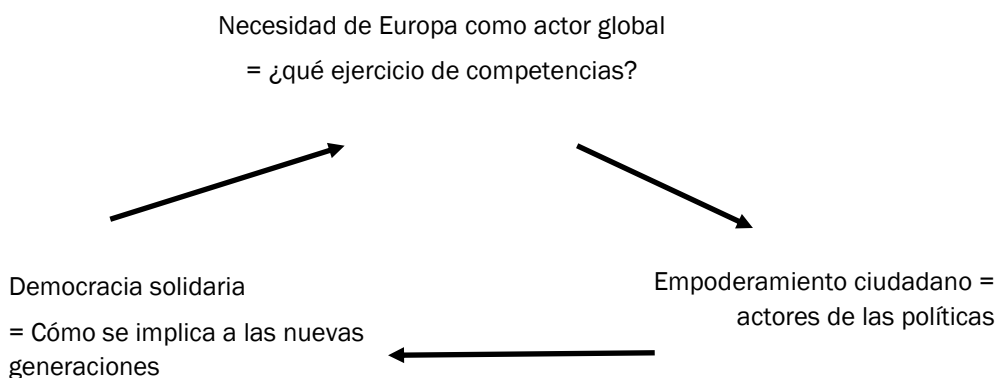 Necesidad de Europa como actor global
= ¿qué ejercicio de competencias?
Democracia solidaria
= Cómo se implica a las nuevas
generaciones
Empoderamiento ciudadano =
actores de las políticas